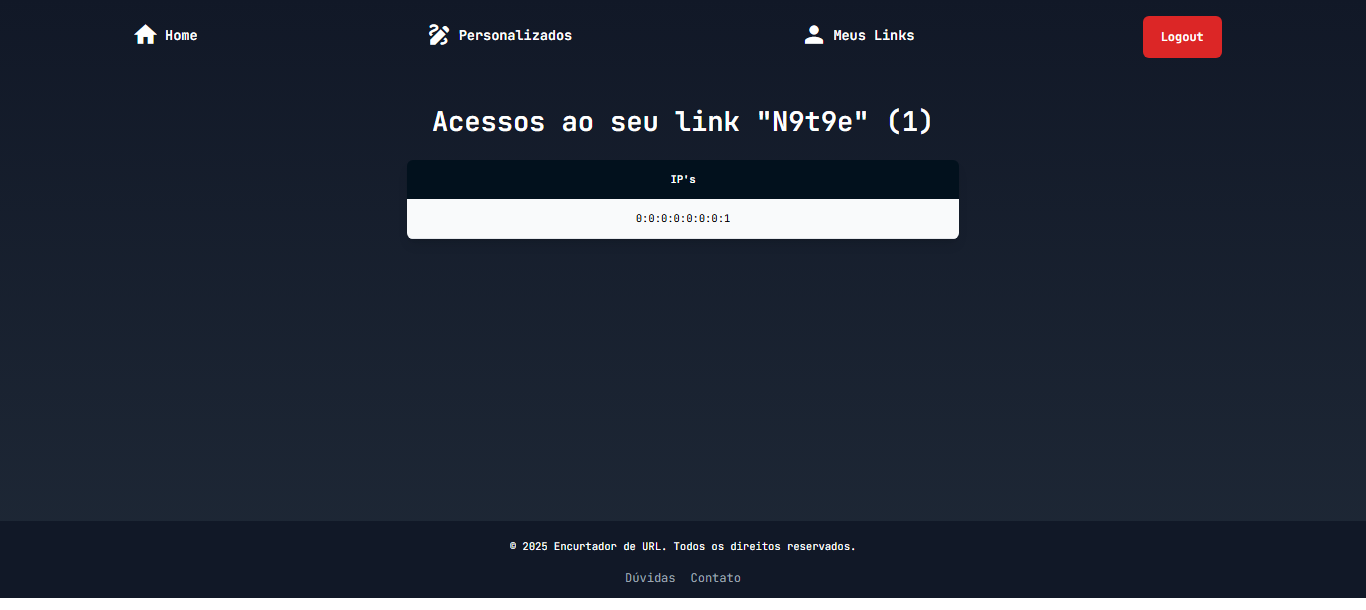 Home Personalizados Meus Links Logout
Acessos ao seu link "N9t9e" (1)
IP's
0:0:0:0:0:0:0:1
© 2025 Encurtador de URL. Todos os direitos reservados.
Dúvidas Contato